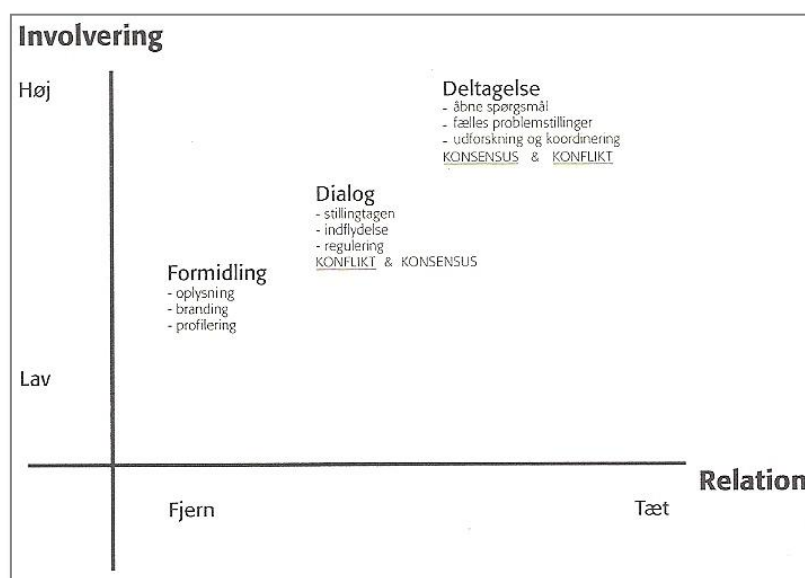 Involvering
Høj
Deltagelse
- åbne spørgsmål
- fælles problemstillinger
- udforskning og koordinering
KONSENSUS & KONFLIKT
Dialog
- stillingtagen
- indflydelse
- regulering
KONFLIKT & KONSENSUS
Formidling
- oplysning
- branding
- profilering
Lav
Relation
Fjern
Tæt